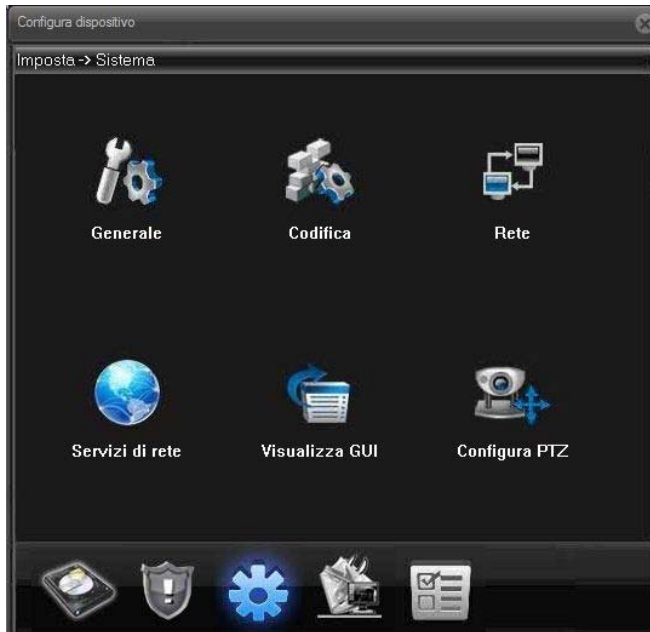 Configura dispositivo
Imposta -> Sistema
Generale
Codifica
Rete
Servizi di rete
Visualizza GUI
Configura PTZ